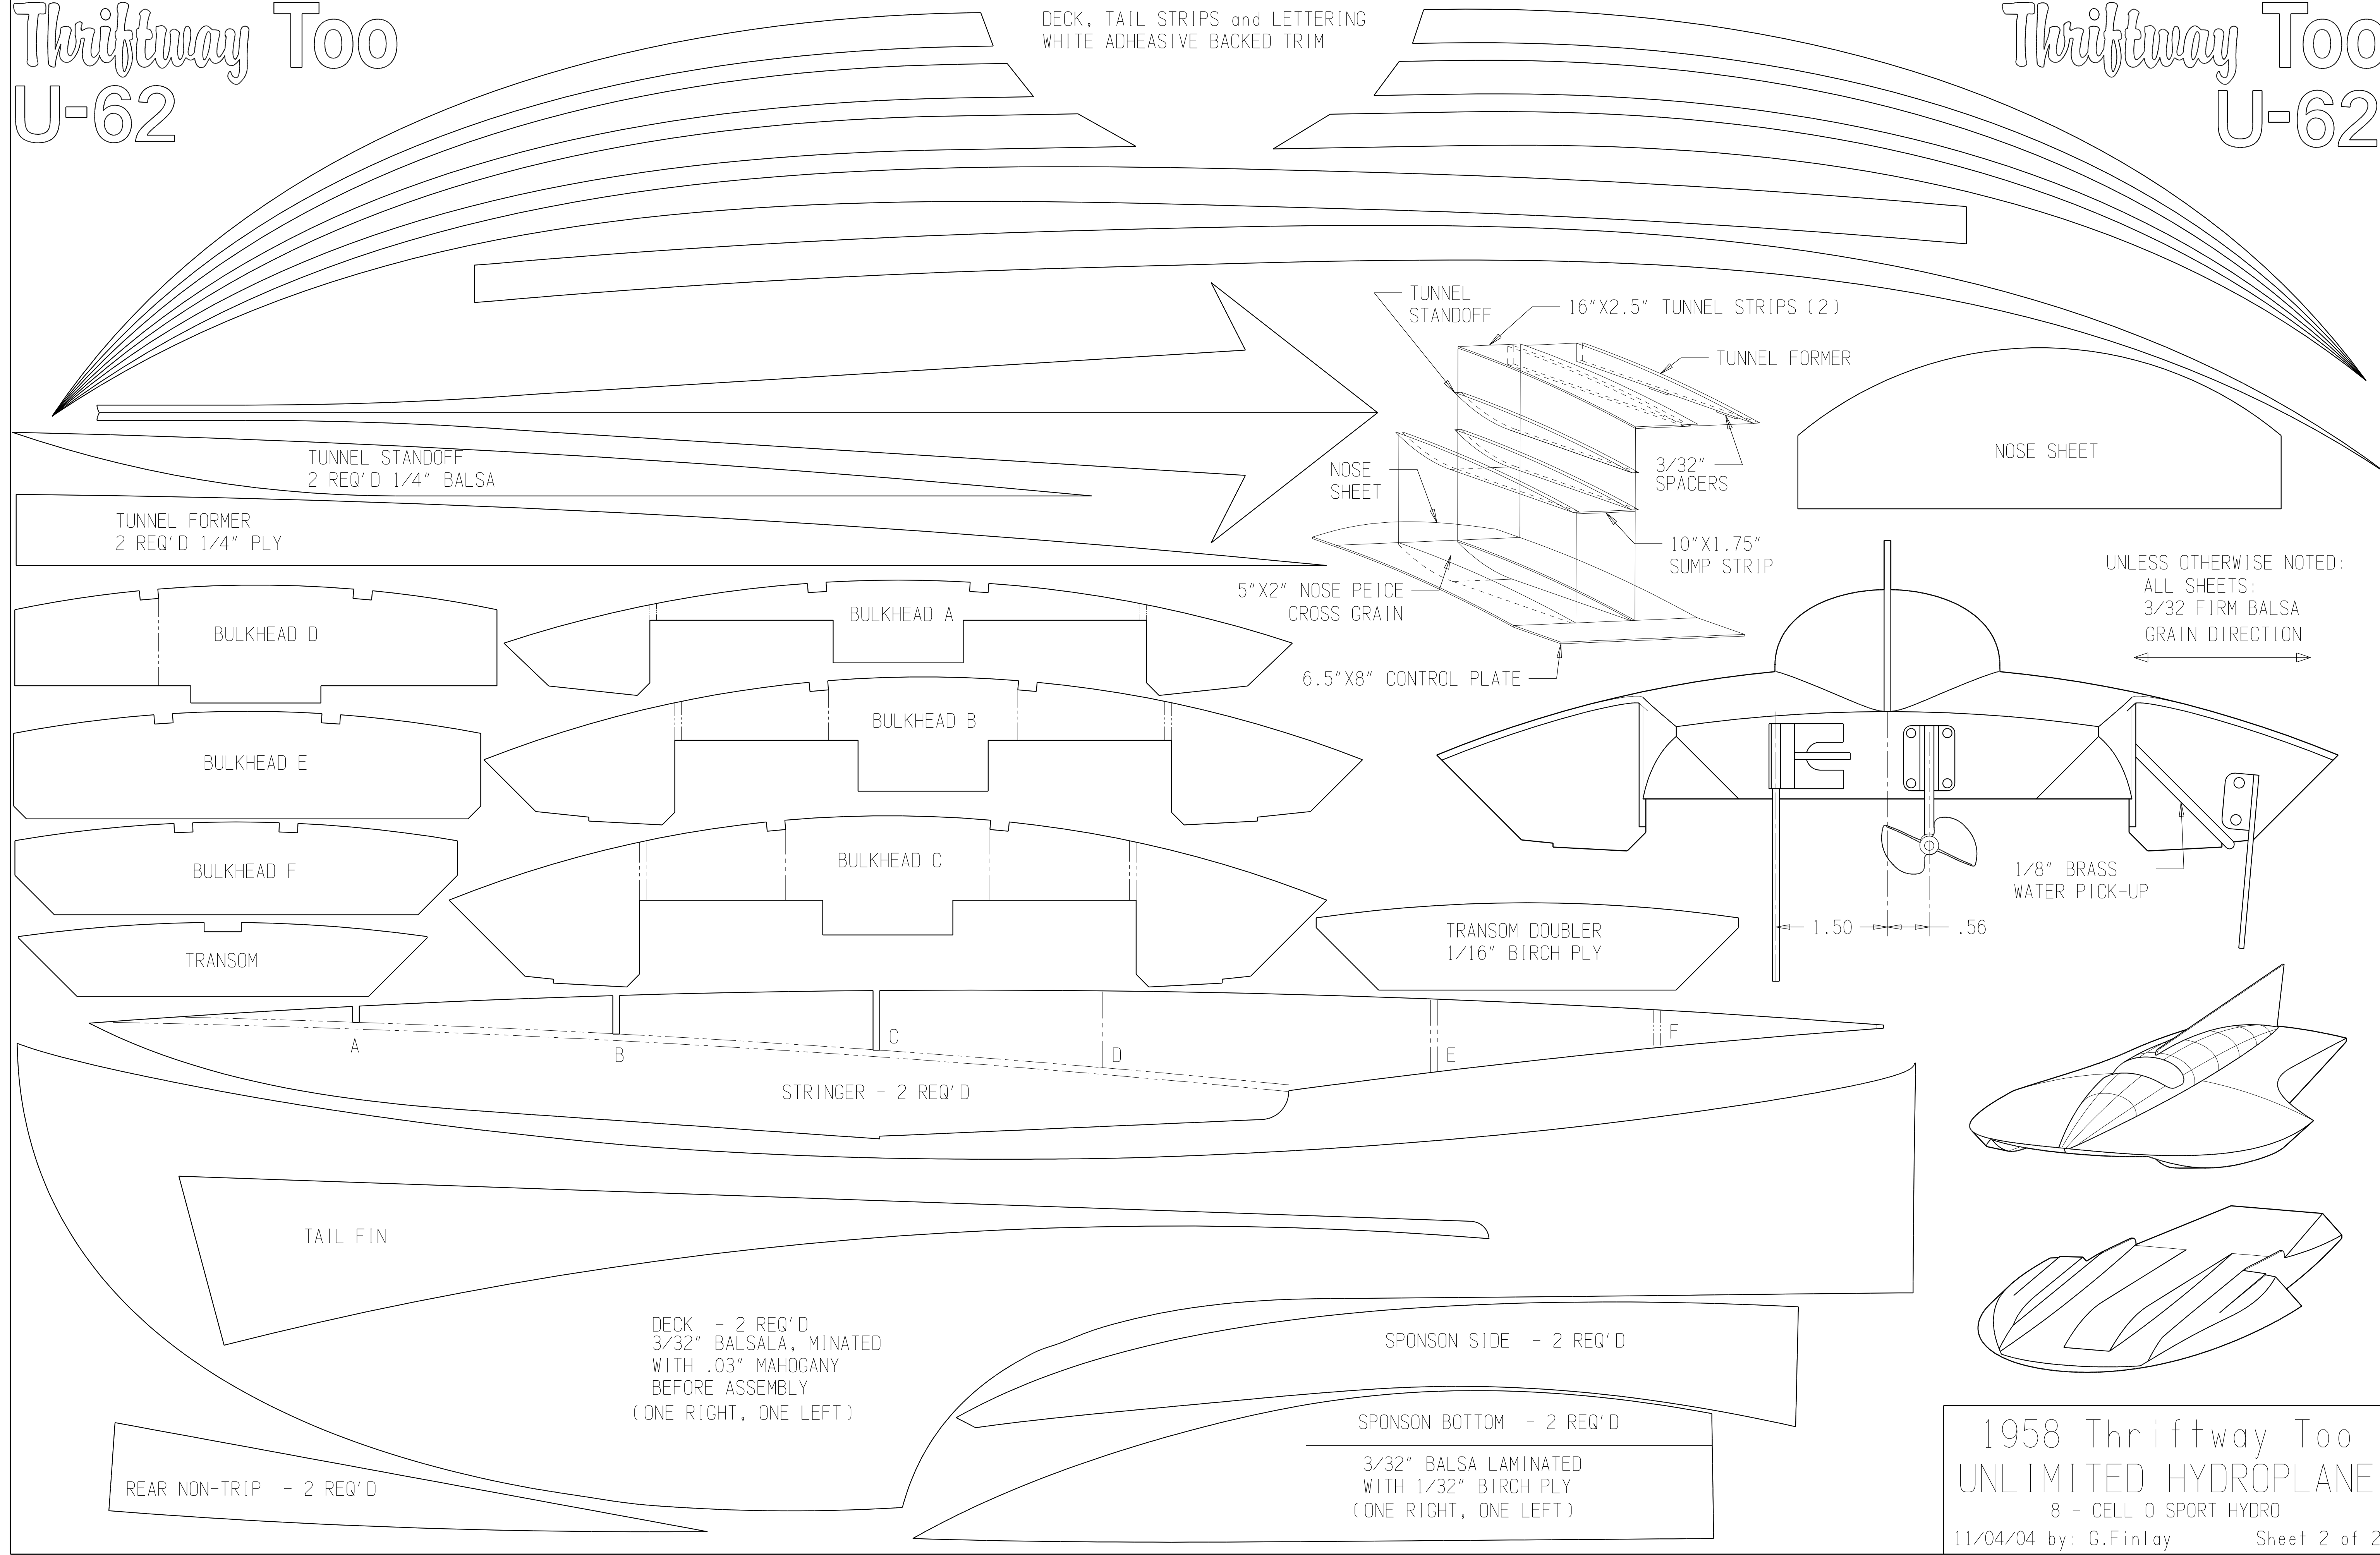 Thriftway Too
U-62
DECK, TAIL STRIPS and LETTERING
WHITE ADHEASIVE BACKED TRIM
Thriftway Too
U-62
TUNNEL
STANDOFF
16"X2.5" TUNNEL STRIPS (2)
TUNNEL FORMER
NOSE
SHEET
3/32"
SPACERS
10"X1.75"
SUMP STRIP
5"X2" NOSE PEICE
CROSS GRAIN
6.5"X8" CONTROL PLATE
NOSE SHEET
TUNNEL STANDOFF
2 REQ'D 1/4" BALSA
TUNNEL FORMER
2 REQ'D 1/4" PLY
UNLESS OTHERWISE NOTED:
ALL SHEETS:
3/32 FIRM BALSA
GRAIN DIRECTION
BULKHEAD D
BULKHEAD A
BULKHEAD E
BULKHEAD B
BULKHEAD F
BULKHEAD C
TRANSOM
TRANSOM DOUBLER
1/16" BIRCH PLY
1/8" BRASS
WATER PICK-UP
1.50
.56
A
B
C
D
E
F
STRINGER - 2 REQ'D
TAIL FIN
DECK - 2 REQ'D
3/32" BALSALA, MINATED
WITH .03" MAHOGANY
BEFORE ASSEMBLY
(ONE RIGHT, ONE LEFT)
SPONSON SIDE - 2 REQ'D
SPONSON BOTTOM - 2 REQ'D
3/32" BALSA LAMINATED
WITH 1/32" BIRCH PLY
(ONE RIGHT, ONE LEFT)
REAR NON-TRIP - 2 REQ'D
1958 Thriftway Too
UNLIMITED HYDROPLANE
8 - CELL O SPORT HYDRO
11/04/04 by: G.Finlay Sheet 2 of 2